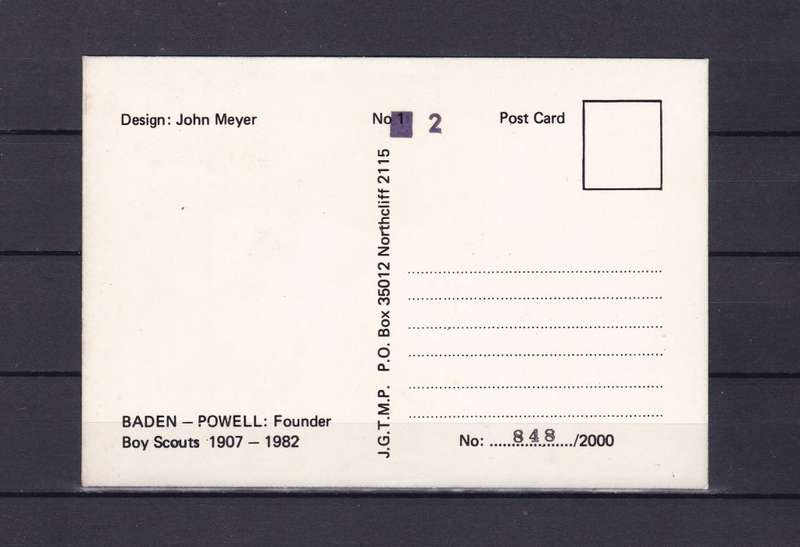 Design: John Meyer
No 1 2
Post Card
J.G.T.M.P. P.O. Box 35012 Northcliff 2115
BADEN – POWELL: Founder
Boy Scouts 1907 – 1982
No: ....848..../2000